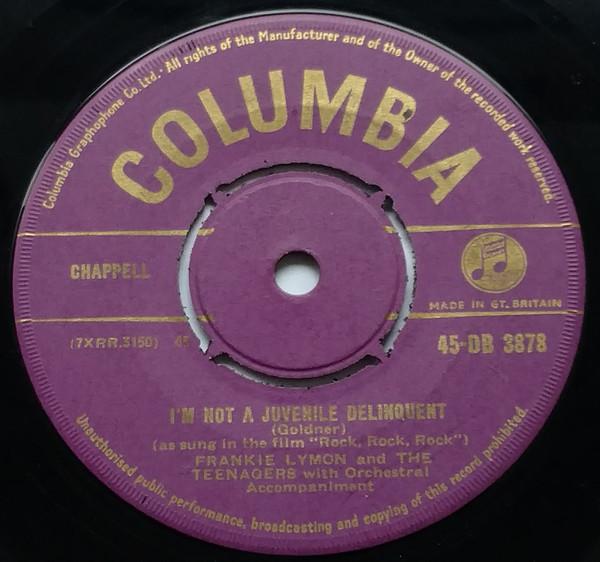 Columbia Graphophone Co. Ltd. · All rights of the Manufacturer and of the Owner of the recorded work reserved.
COLUMBIA
CHAPPELL
MADE IN GT. BRITAIN
(7XRR.3150) 45
45-DB 3878
I'M NOT A JUVENILE DELINQUENT
(Goldner)
(as sung in the film "Rock, Rock, Rock")
FRANKIE LYMON and THE
TEENAGERS with Orchestral
Accompaniment
Unauthorised public performance, broadcasting and copying of this record prohibited.